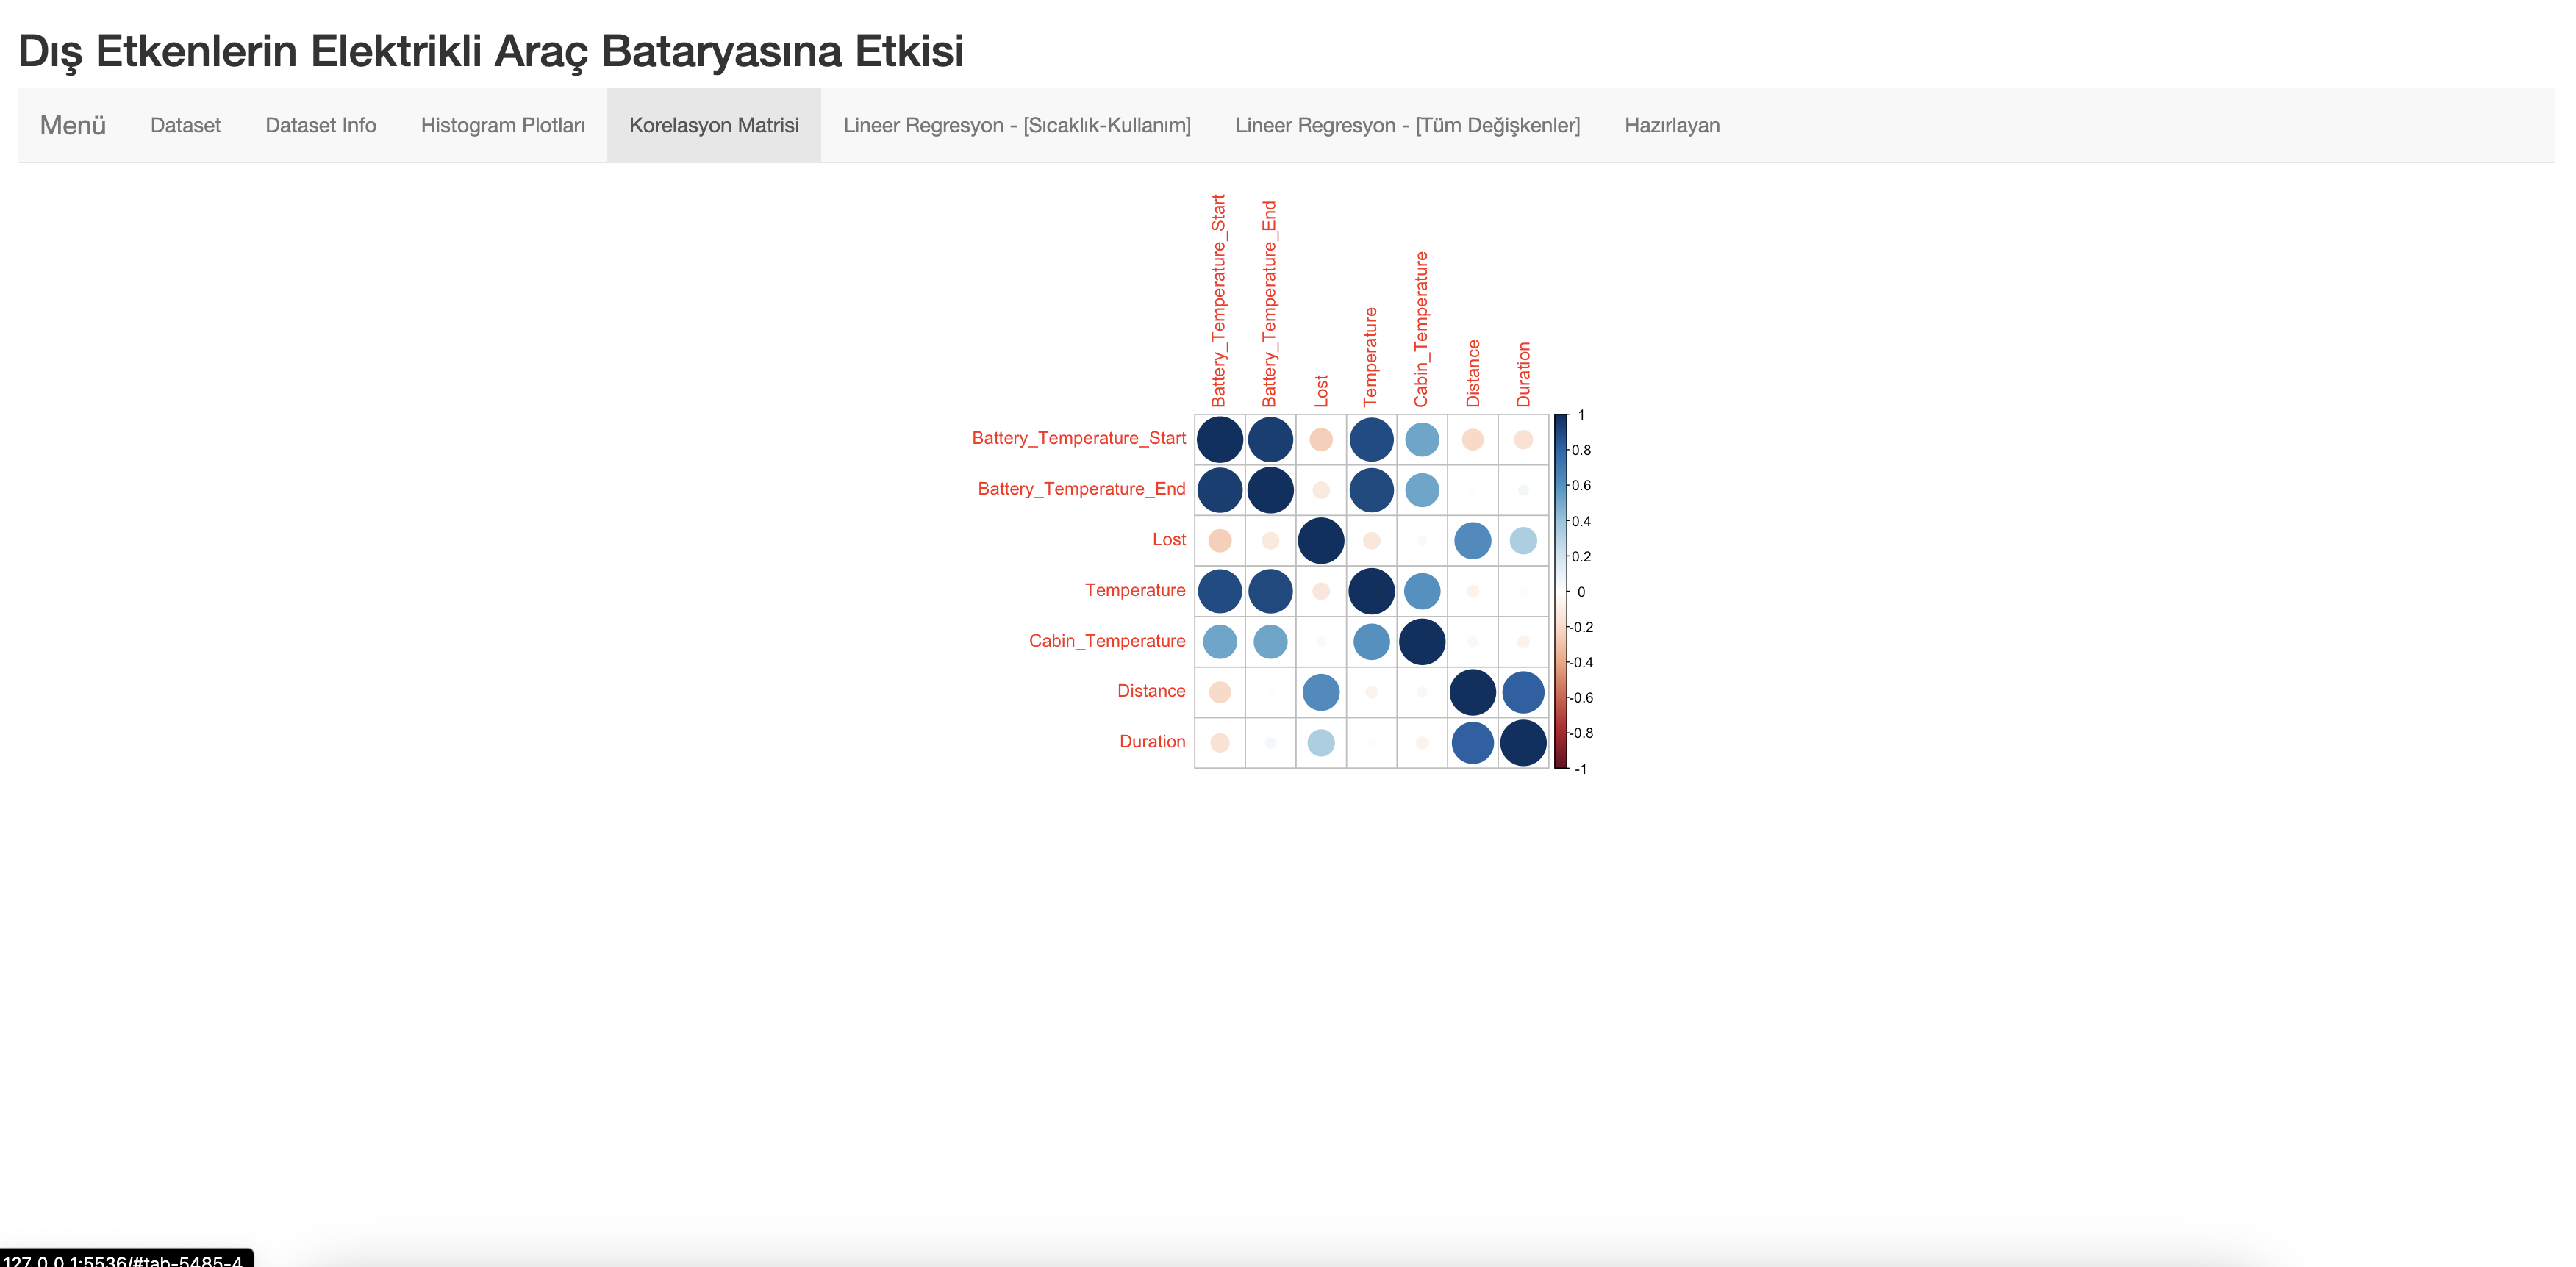 Dış Etkenlerin Elektrikli Araç Bataryasına Etkisi
Menü Dataset Dataset Info Histogram Plotları Korelasyon Matrisi Lineer Regresyon - [Sıcaklık-Kullanım] Lineer Regresyon - [Tüm Değişkenler] Hazırlayan
Battery_Temperature_Start
Battery_Temperature_End
Lost
Temperature
Cabin_Temperature
Distance
Duration
Battery_Temperature_Start
Battery_Temperature_End
Lost
Temperature
Cabin_Temperature
Distance
Duration
1
0.8
0.6
0.4
0.2
0
-0.2
-0.4
-0.6
-0.8
-1
127.0.0.1:5536/#tab-5485-4